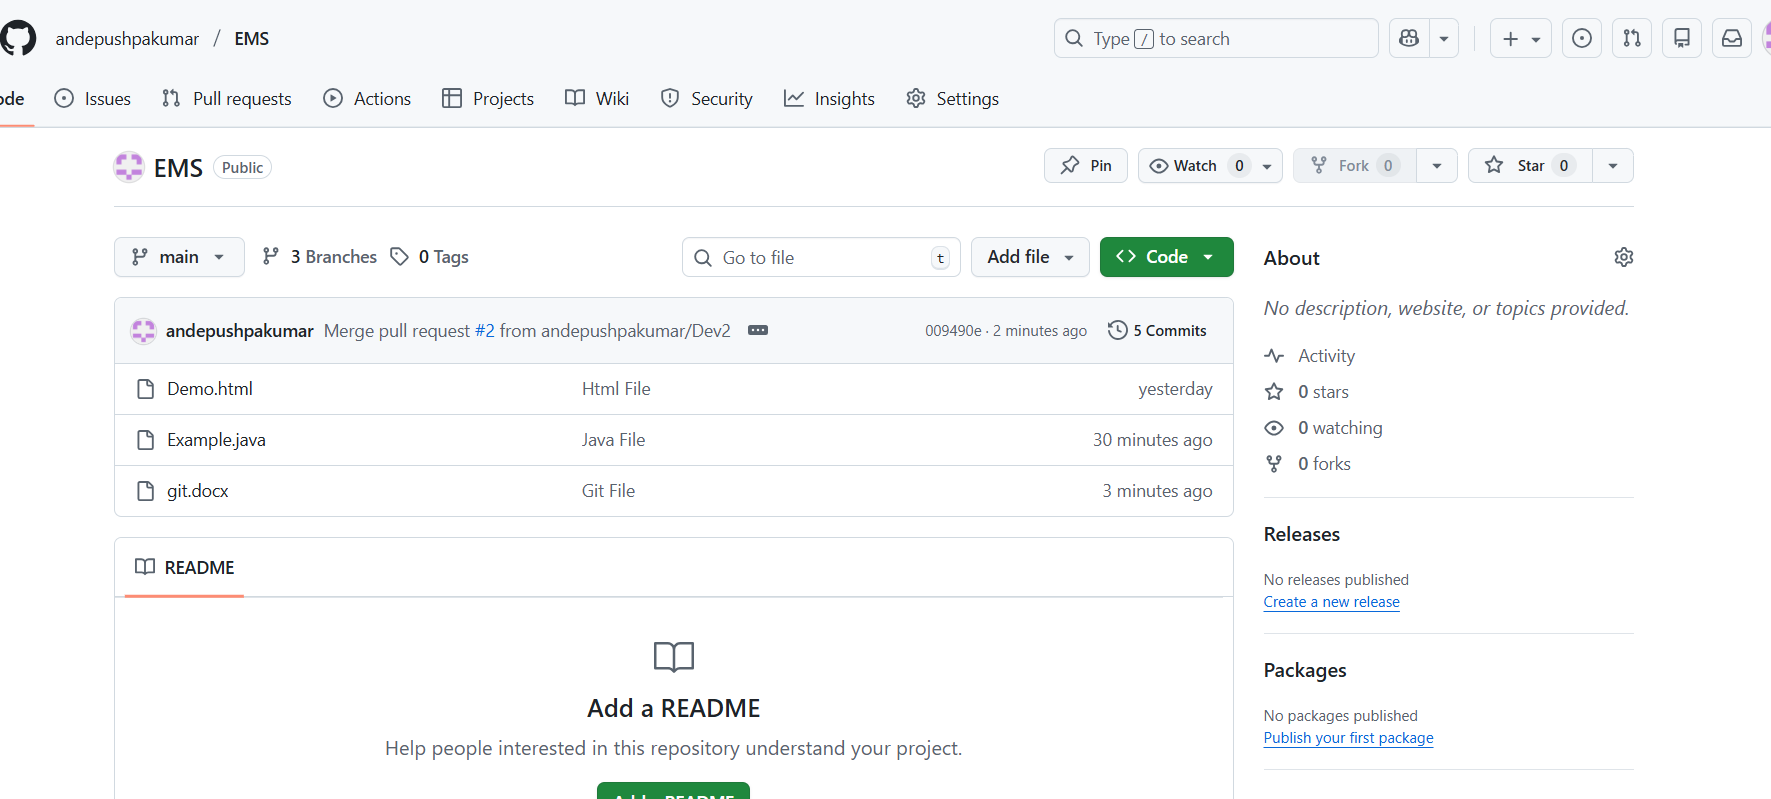 andepushpakumar / EMS
Type / to search
ode Issues Pull requests Actions Projects Wiki Security Insights Settings
EMS Public
Pin Watch 0 Fork 0 Star 0
main 3 Branches 0 Tags Go to file t Add file Code
andepushpakumar Merge pull request #2 from andepushpakumar/Dev2 009490e · 2 minutes ago 5 Commits
Demo.html Html File yesterday
Example.java Java File 30 minutes ago
git.docx Git File 3 minutes ago
README
Add a README
Help people interested in this repository understand your project.
Add a README
About
No description, website, or topics provided.
Activity
0 stars
0 watching
0 forks
Releases
No releases published
Create a new release
Packages
No packages published
Publish your first package